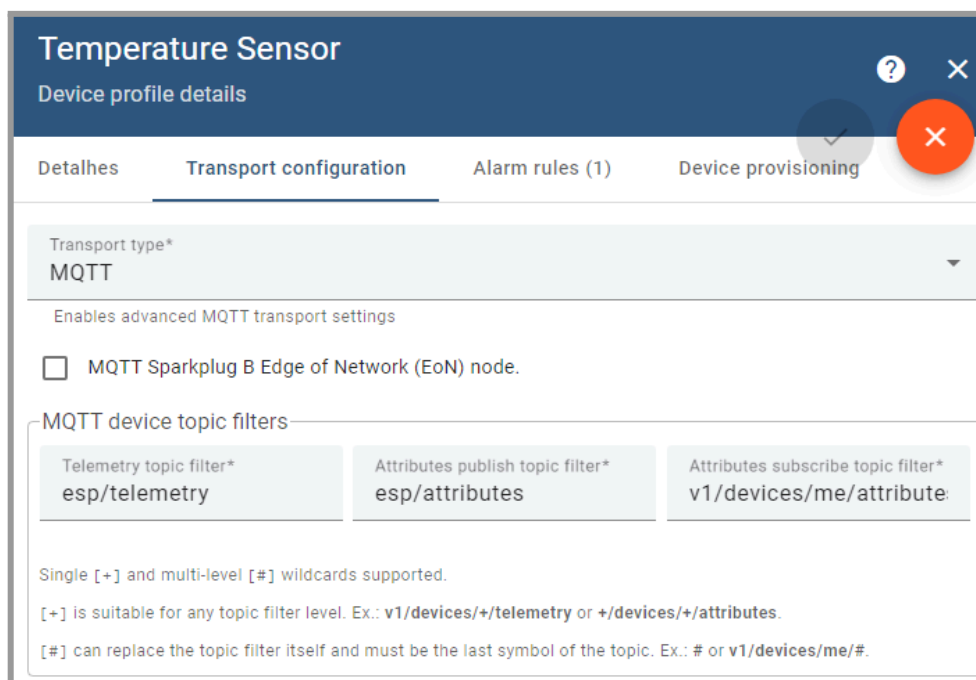 Temperature Sensor
Device profile details
Detalhes Transport configuration Alarm rules (1) Device provisioning
Transport type*
MQTT
Enables advanced MQTT transport settings
MQTT Sparkplug B Edge of Network (EoN) node.
MQTT device topic filters
Telemetry topic filter* Attributes publish topic filter* Attributes subscribe topic filter*
esp/telemetry esp/attributes v1/devices/me/attribute
Single [+] and multi-level [#] wildcards supported.
[+] is suitable for any topic filter level. Ex.: v1/devices/+/telemetry or +/devices/+/attributes.
[#] can replace the topic filter itself and must be the last symbol of the topic. Ex.: # or v1/devices/me/#.